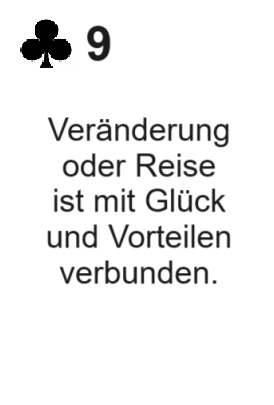 ♣ 9
Veränderung
oder Reise
ist mit Glück
und Vorteilen
verbunden.